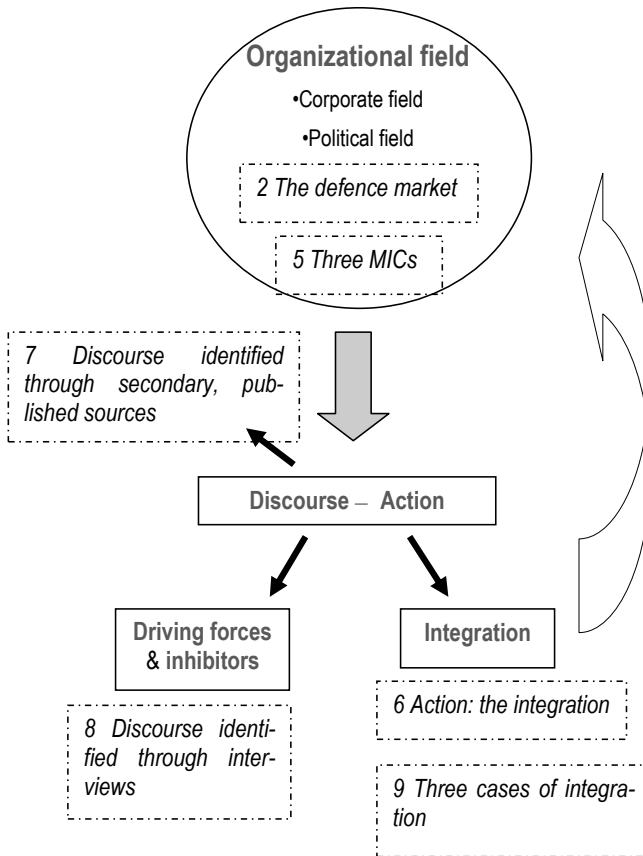 Organizational field
•Corporate field
•Political field
2 The defence market
5 Three MICs
7 Discourse identified
through secondary, pub-
lished sources
Discourse – Action
Driving forces
& inhibitors
Integration
8 Discourse identi-
fied through inter-
views
6 Action: the integration
9 Three cases of integra-
tion